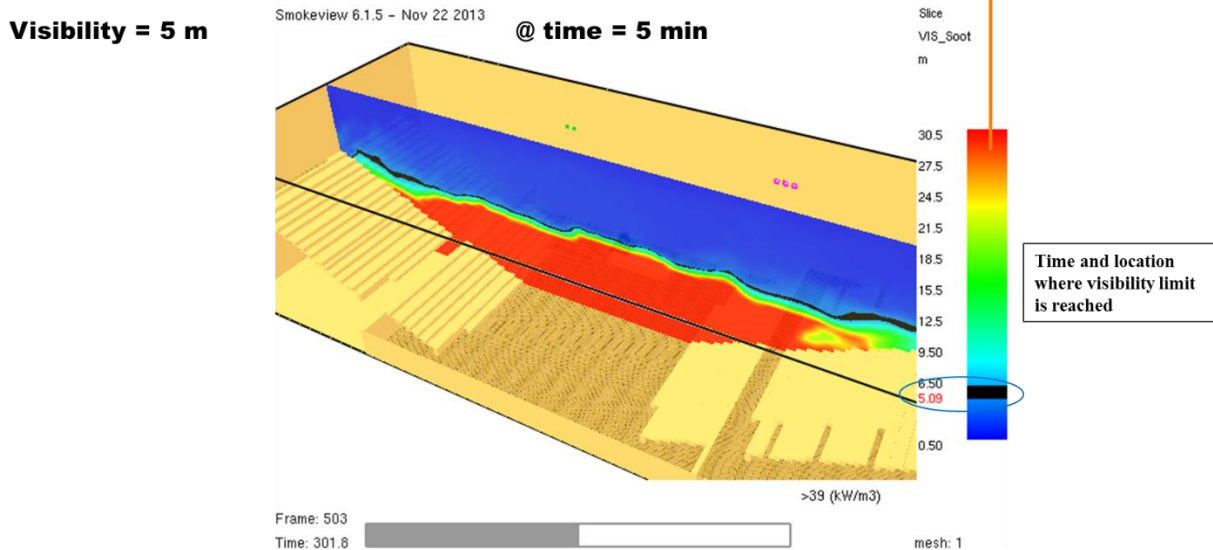 Smokeview 6.1.5 - Nov 22 2013
Visibility = 5 m
@ time = 5 min
Slice
VIS_Soot
m
30.5
27.5
24.5
21.5
18.5
15.5
12.5
9.50
6.50
5.09
0.50
Time and location
where visibility limit
is reached
>39 (kW/m3)
Frame: 503
Time: 301.8
mesh: 1